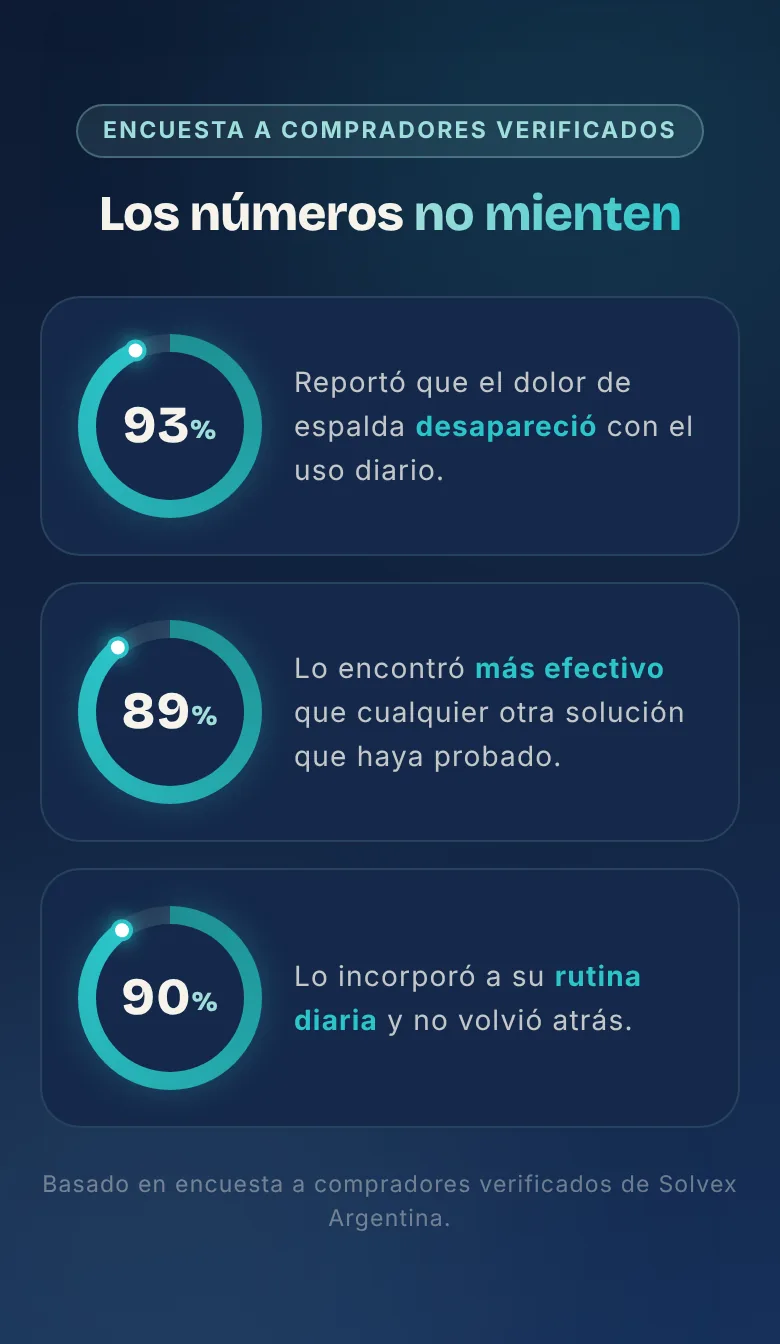 ENCUESTA A COMPRADORES VERIFICADOS
Los números no mienten
93%
Reportó que el dolor de
espalda desapareció con el
uso diario.
89%
Lo encontró más efectivo
que cualquier otra solución
que haya probado.
90%
Lo incorporó a su rutina
diaria y no volvió atrás.
Basado en encuesta a compradores verificados de Solvex
Argentina.